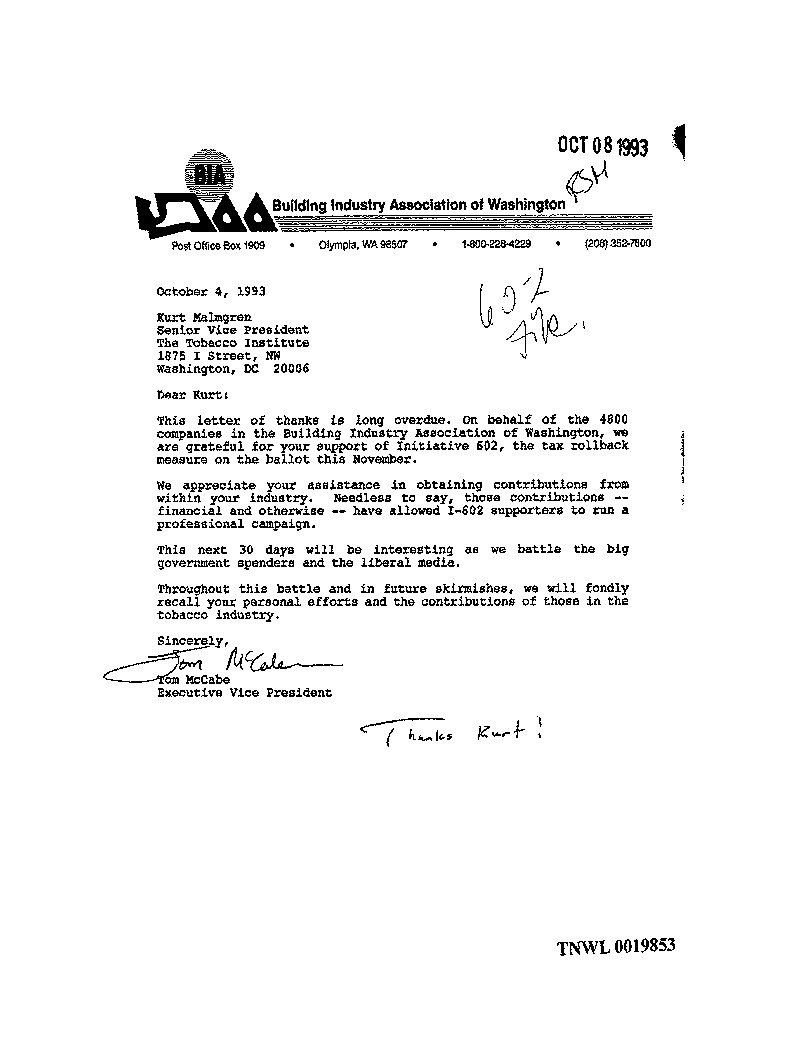 OCT 08 1993
RSM
BIA
Building Industry Association of Washington
Post Office Box 1909 • Olympia, WA 98507 • 1-800-228-4229 • (206) 352-7800
602
file.
October 4, 1993
Kurt Malmgren
Senior Vice President
The Tobacco Institute
1875 I Street, NW
Washington, DC 20006
Dear Kurt:
This letter of thanks is long overdue. On behalf of the 4800
companies in the Building Industry Association of Washington, we
are grateful for your support of Initiative 602, the tax rollback
measure on the ballot this November.
We appreciate your assistance in obtaining contributions from
within your industry. Needless to say, those contributions --
financial and otherwise -- have allowed I-602 supporters to run a
professional campaign.
This next 30 days will be interesting as we battle the big
government spenders and the liberal media.
Throughout this battle and in future skirmishes, we will fondly
recall your personal efforts and the contributions of those in the
tobacco industry.
Sincerely,
Tom McCabe
Tom McCabe
Executive Vice President
Thanks Kurt!
TNWL 0019853